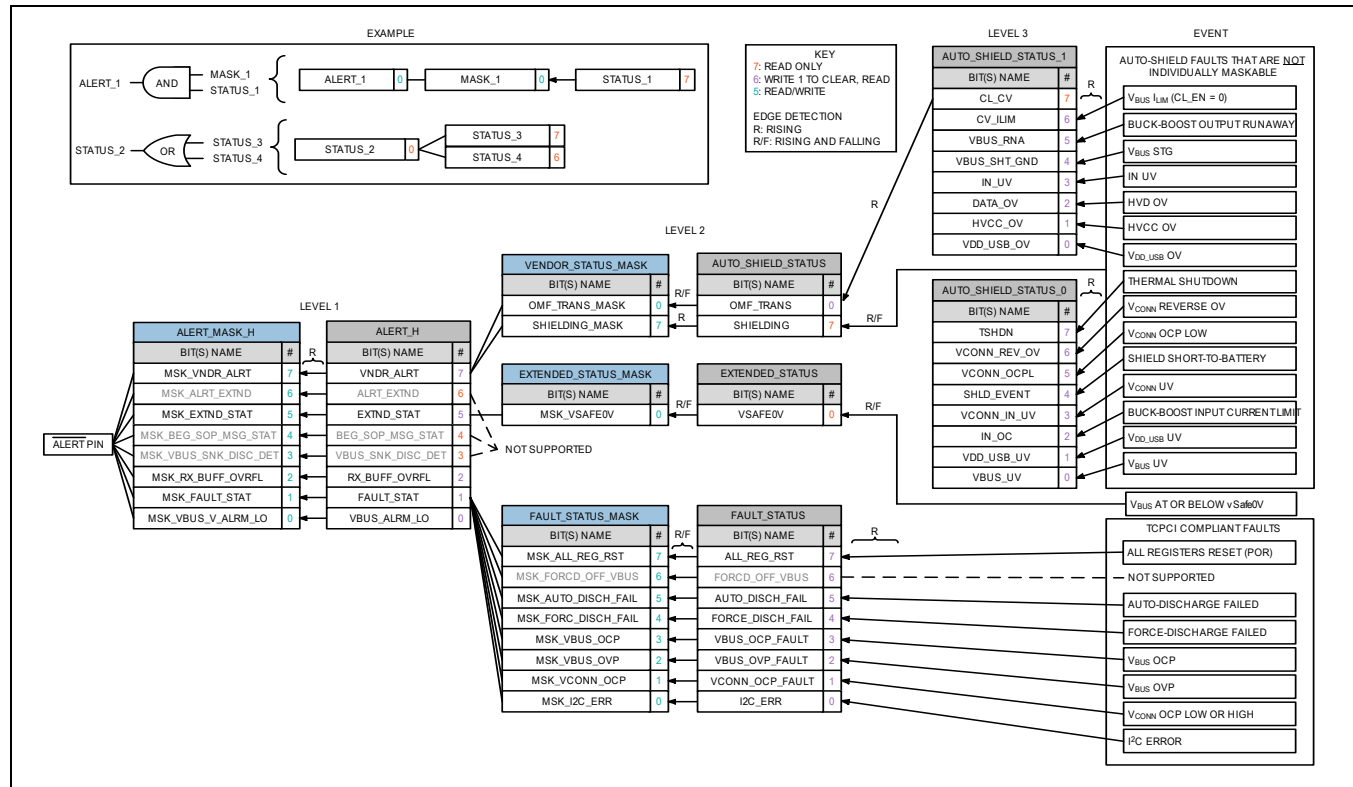 EXAMPLE
ALERT_1
AND
MASK_1
STATUS_1
ALERT_1 0
MASK_1 0
STATUS_1 7
STATUS_2
OR
STATUS_3
STATUS_4
STATUS_2 0
STATUS_3 7
STATUS_4 6
KEY
7: READ ONLY
6: WRITE 1 TO CLEAR, READ
5: READ/WRITE
EDGE DETECTION
R: RISING
R/F: RISING AND FALLING
LEVEL 3
AUTO_SHIELD_STATUS_1
BIT(S) NAME #
R
CL_CV 7
CV_ILIM 6
VBUS_RNA 5
VBUS_SHT_GND 4
IN_UV 3
DATA_OV 2
HVCC_OV 1
VDD_USB_OV 0
R
AUTO_SHIELD_STATUS_0
R
BIT(S) NAME #
TSHDN 7
VCONN_REV_OV 6
VCONN_OCPL 5
SHLD_EVENT 4
VCONN_IN_UV 3
IN_OC 2
VDD_USB_UV 1
VBUS_UV 0
EVENT
AUTO-SHIELD FAULTS THAT ARE NOT
INDIVIDUALLY MASKABLE
VBUS ILIM (CL_EN = 0)
BUCK-BOOST OUTPUT RUNAWAY
VBUS STG
IN UV
HVD OV
HVCC OV
VDD_USB OV
THERMAL SHUTDOWN
VCONN REVERSE OV
VCONN OCP LOW
SHIELD SHORT-TO-BATTERY
VCONN UV
BUCK-BOOST INPUT CURRENT LIMIT
VDD_USB UV
VBUS UV
VBUS AT OR BELOW vSafe0V
TCPCI COMPLIANT FAULTS
ALL REGISTERS RESET (POR)
NOT SUPPORTED
AUTO-DISCHARGE FAILED
FORCE-DISCHARGE FAILED
VBUS OCP
VBUS OVP
VCONN OCP LOW OR HIGH
I²C ERROR
LEVEL 2
VENDOR_STATUS_MASK
BIT(S) NAME #
OMF_TRANS_MASK 0
SHIELDING_MASK 7
R/F
R
AUTO_SHIELD_STATUS
BIT(S) NAME #
OMF_TRANS 0
SHIELDING 7
R/F
EXTENDED_STATUS_MASK
BIT(S) NAME #
MSK_VSAFE0V 0
R/F
EXTENDED_STATUS
BIT(S) NAME #
VSAFE0V 0
R/F
NOT SUPPORTED
FAULT_STATUS_MASK
BIT(S) NAME #
R/F
MSK_ALL_REG_RST 7
MSK_FORCD_OFF_VBUS 6
MSK_AUTO_DISCH_FAIL 5
MSK_FORC_DISCH_FAIL 4
MSK_VBUS_OCP 3
MSK_VBUS_OVP 2
MSK_VCONN_OCP 1
MSK_I2C_ERR 0
FAULT_STATUS
BIT(S) NAME #
R
ALL_REG_RST 7
FORCD_OFF_VBUS 6
AUTO_DISCH_FAIL 5
FORCE_DISCH_FAIL 4
VBUS_OCP_FAULT 3
VBUS_OVP_FAULT 2
VCONN_OCP_FAULT 1
I2C_ERR 0
LEVEL 1
ALERT_MASK_H
BIT(S) NAME #
R
MSK_VNDR_ALRT 7
MSK_ALRT_EXTND 6
MSK_EXTND_STAT 5
MSK_BEG_SOP_MSG_STAT 4
MSK_VBUS_SNK_DISC_DET 3
MSK_RX_BUFF_OVRFL 2
MSK_FAULT_STAT 1
MSK_VBUS_V_ALRM_LO 0
ALERT_H
BIT(S) NAME #
VNDR_ALRT 7
ALRT_EXTND 6
EXTND_STAT 5
BEG_SOP_MSG_STAT 4
VBUS_SNK_DISC_DET 3
RX_BUFF_OVRFL 2
FAULT_STAT 1
VBUS_ALRM_LO 0
ALERT PIN